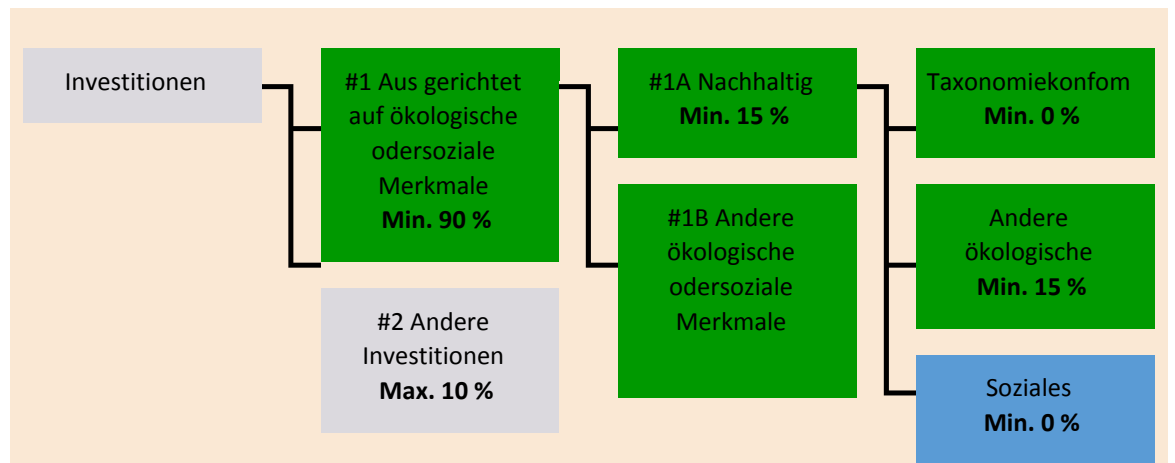 Investitionen
#1 Aus gerichtet
auf ökologische
odersoziale
Merkmale
Min. 90 %
#2 Andere
Investitionen
Max. 10 %
#1A Nachhaltig
Min. 15 %
#1B Andere
ökologische
odersoziale
Merkmale
Taxonomiekonfom
Min. 0 %
Andere
ökologische
Min. 15 %
Soziales
Min. 0 %